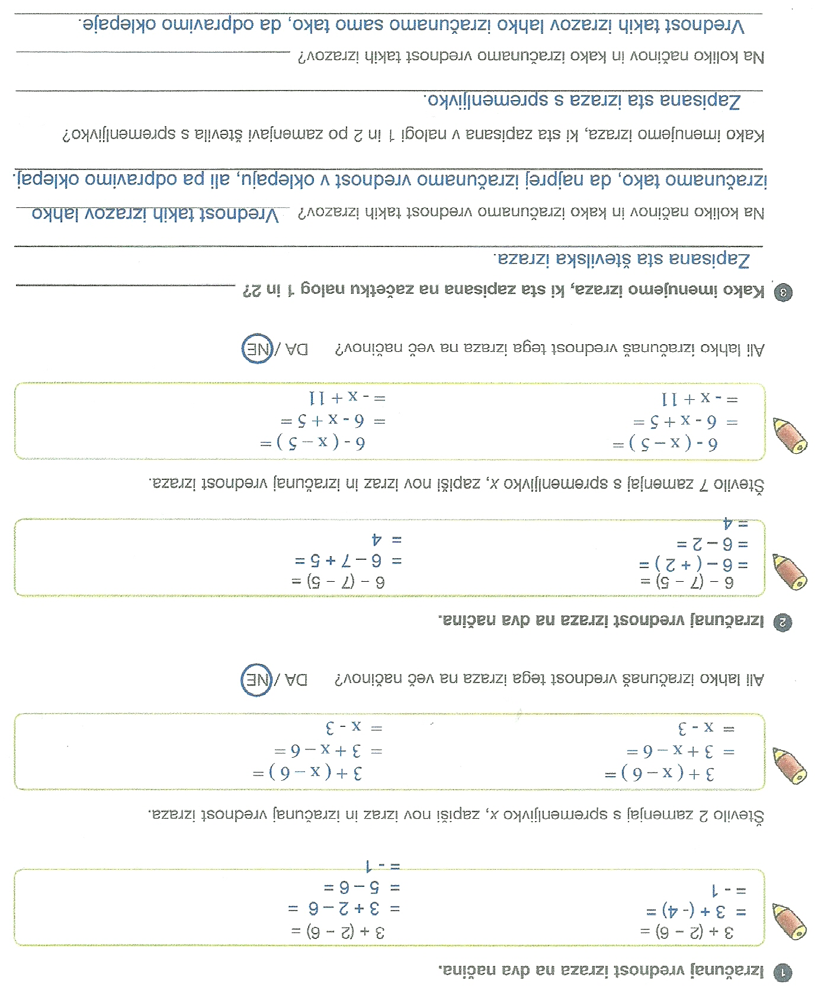 1 Izračunaj vrednost izraza na dva načina.
3 + (2 – 6) = 3 + (2 – 6) =
= 3 + (- 4) = = 3 + 2 – 6 =
= - 1 = 5 – 6 =
= - 1
Število 2 zamenjaj s spremenljivko x, zapiši nov izraz in izračunaj vrednost izraza.
3 + ( x – 6 ) = 3 + ( x – 6 ) =
= 3 + x – 6 = = 3 + x – 6 =
= x - 3 = x - 3
Ali lahko izračunaš vrednost tega izraza na več načinov? DA / NE
2 Izračunaj vrednost izraza na dva načina.
6 – (7 – 5) = 6 – (7 – 5) =
= 6 – ( + 2 ) = = 6 – 7 + 5 =
= 6 – 2 = = 4
= 4
Število 7 zamenjaj s spremenljivko x, zapiši nov izraz in izračunaj vrednost izraza.
6 - ( x – 5 ) = 6 - ( x – 5 ) =
= 6 - x + 5 = = 6 - x + 5 =
= - x + 11 = - x + 11
Ali lahko izračunaš vrednost tega izraza na več načinov? DA / NE
3 Kako imenujemo izraza, ki sta zapisana na začetku nalog 1 in 2?
Zapisana sta številska izraza.
Na koliko načinov in kako izračunamo vrednost takih izrazov? Vrednost takih izrazov lahko
izračunamo tako, da najprej izračunamo vrednost v oklepaju, ali pa odpravimo oklepaj.
Kako imenujemo izraza, ki sta zapisana v nalogi 1 in 2 po zamenjavi števila s spremenljivko?
Zapisana sta izraza s spremenljivko.
Na koliko načinov in kako izračunamo vrednost takih izrazov?
Vrednost takih izrazov lahko izračunamo samo tako, da odpravimo oklepaje.